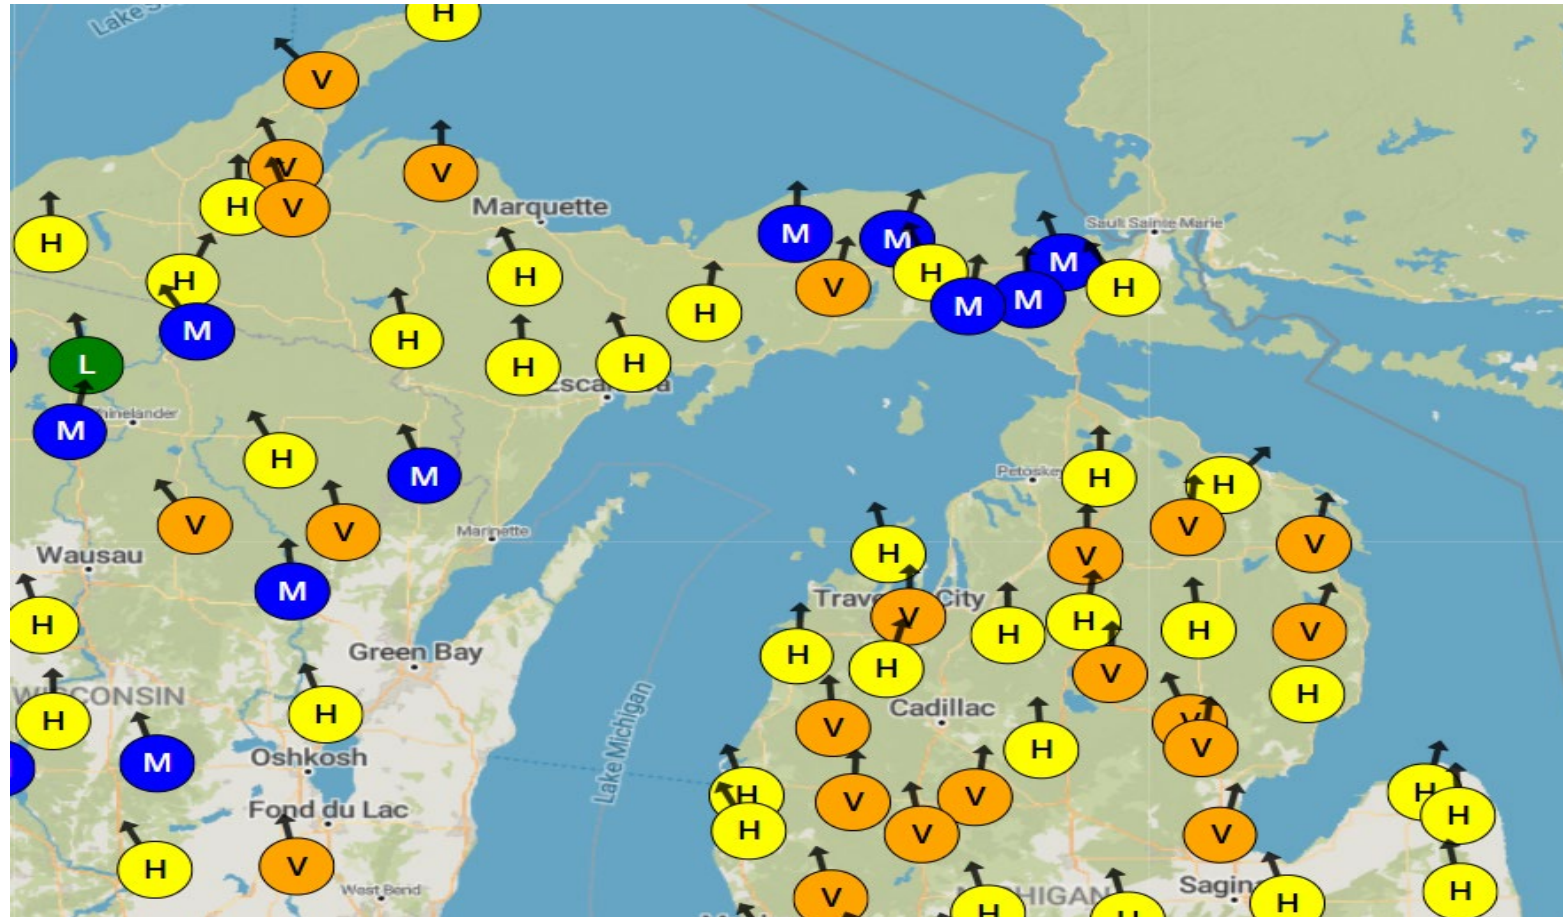 H
Lake S
V
V
V
H
V
Marquette
H
M
M
Sault Sainte Marie
H
M
H
H
V
H
M
M
H
H
M
H
H
H
L
Escanaba
M
hinelander
H
M
H
H
Petoskey
V
V
V
Marinette
V
V
Wausau
H
M
Traverse City
V
H
H
H
H
V
Green Bay
H
H
V
WISCONSIN
H
H
H
Cadillac
V
V
V
H
M
Oshkosh
Lake Michigan
H
V
V
H
Fond du Lac
H
H
V
V
H
V
West Bend
V
MICHIGAN
Sagin
H
H
H
H